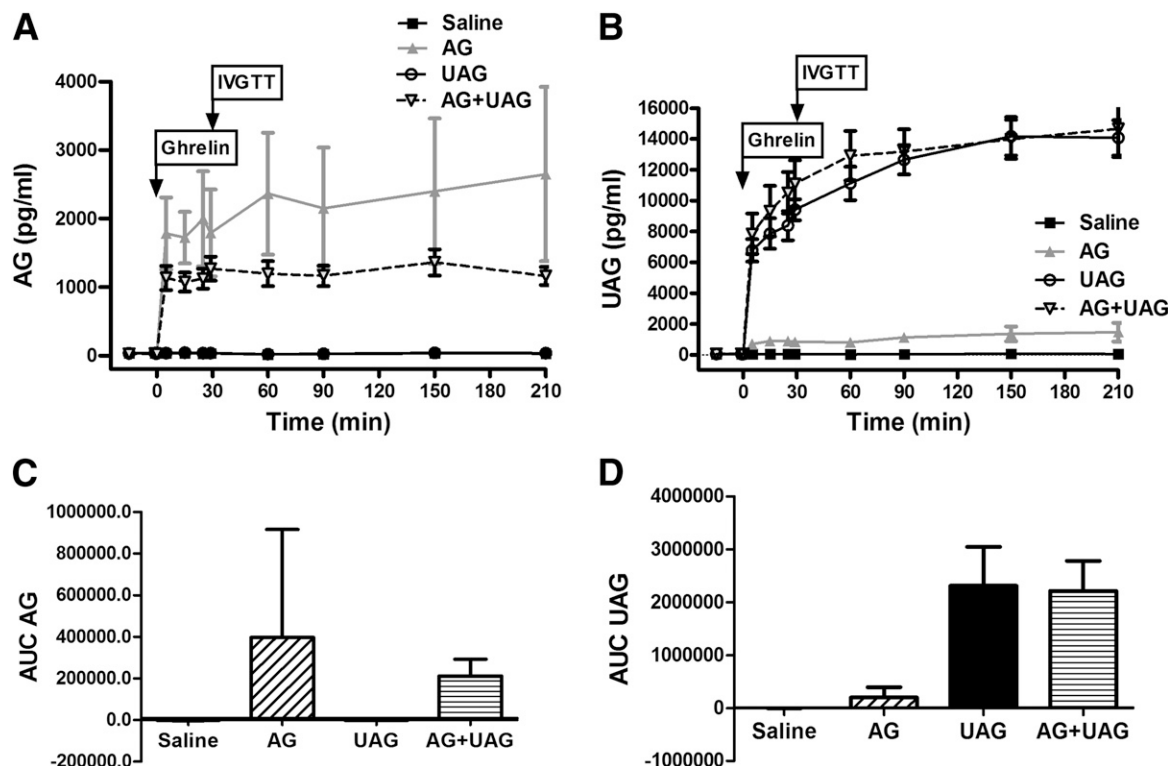 A
Saline
AG
UAG
AG+UAG
IVGTT
Ghrelin
AG (pg/ml)
4000
3000
2000
1000
0
0 30 60 90 120 150 180 210
Time (min)
B
IVGTT
Ghrelin
UAG (pg/ml)
16000
14000
12000
10000
8000
6000
4000
2000
0
Saline
AG
UAG
AG+UAG
0 30 60 90 120 150 180 210
Time (min)
C
AUC AG
1000000.0
800000.0
600000.0
400000.0
200000.0
0.0
-200000.0
Saline AG UAG AG+UAG
D
AUC UAG
4000000
3000000
2000000
1000000
0
-1000000
Saline AG UAG AG+UAG